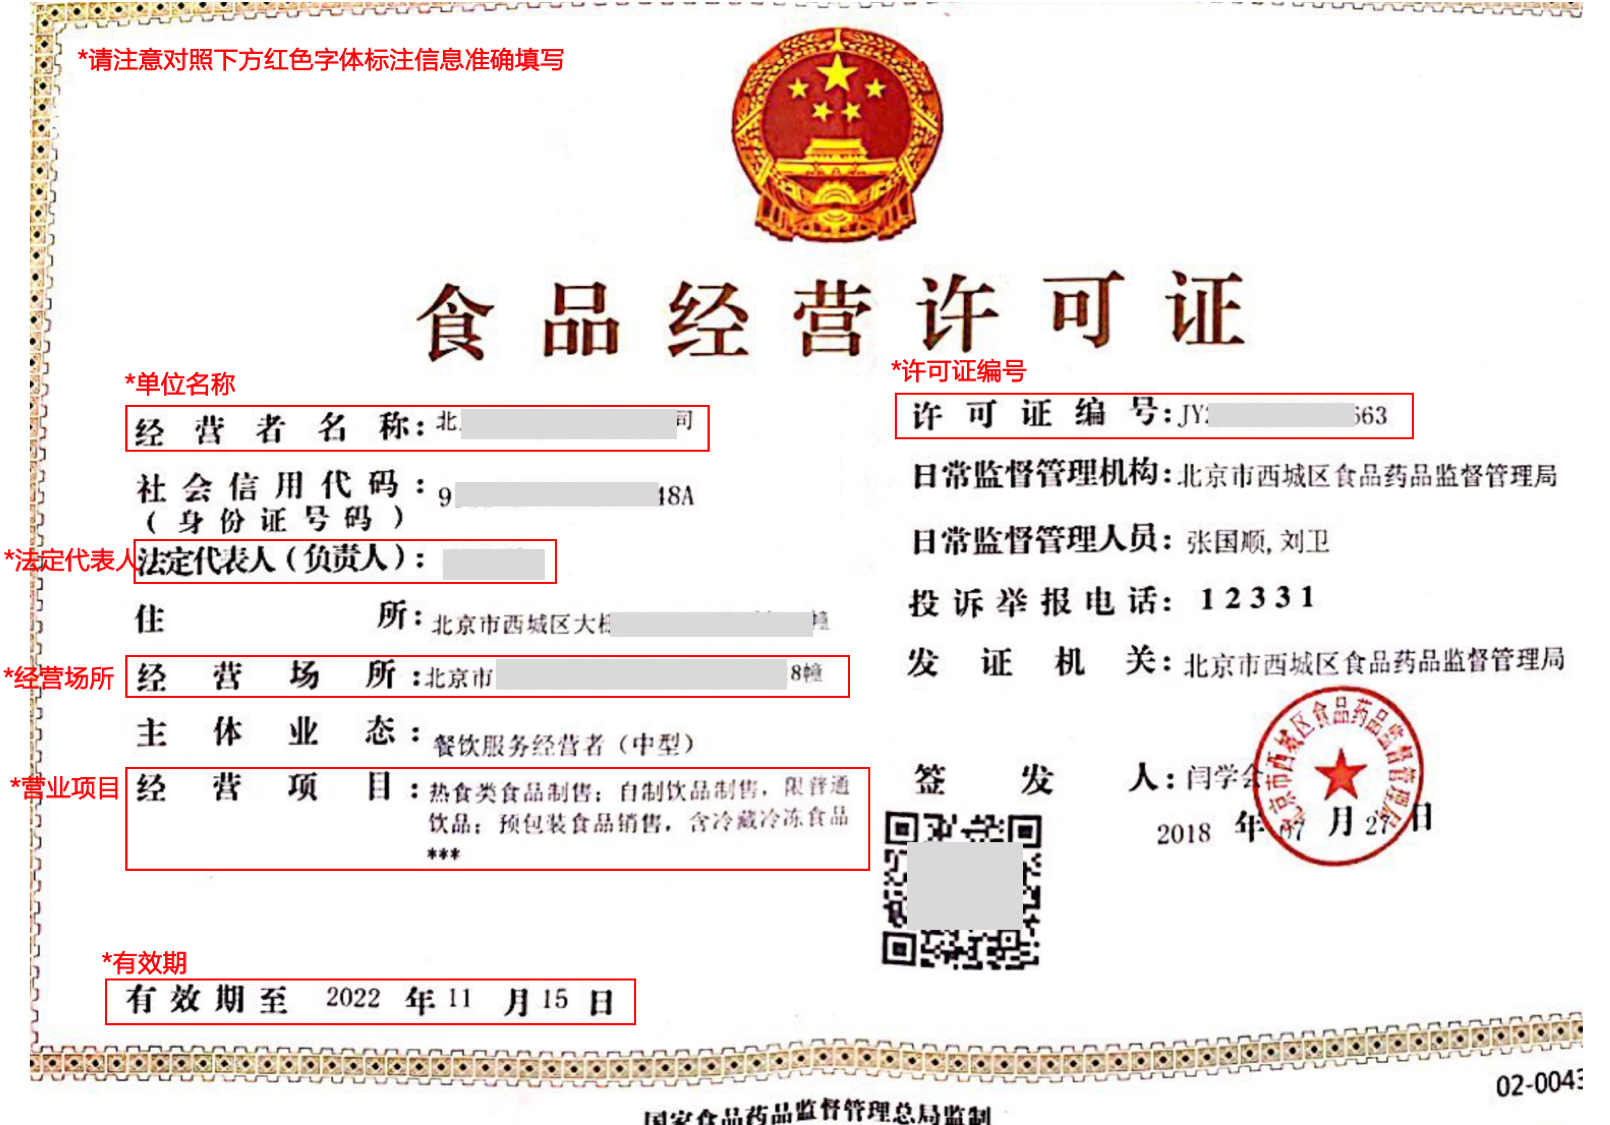 *请注意对照下方红色字体标注信息准确填写
食品经营许可证
*单位名称
经营者名称: 北 司
社会信用代码: 9 48A
(身份证号码)
*法定代表人
法定代表人(负责人):
住所: 北京市西城区大 幢
*经营场所
经营场所: 北京市 8幢
主体业态: 餐饮服务经营者(中型)
*营业项目
经营项目: 热食类食品制售;自制饮品制售,限普通
饮品;预包装食品销售,含冷藏冷冻食品
***
*有效期
有效期至 2022 年 11 月 15 日
*许可证编号
许可证编号: JY 663
日常监督管理机构: 北京市西城区食品药品监督管理局
日常监督管理人员: 张国顺,刘卫
投诉举报电话: 12331
发证机关: 北京市西城区食品药品监督管理局
签发人: 闫学会
北京市西城区食品药品监督管理局
2018 年 07 月 27 日
02-0043
国家食品药品监督管理总局监制